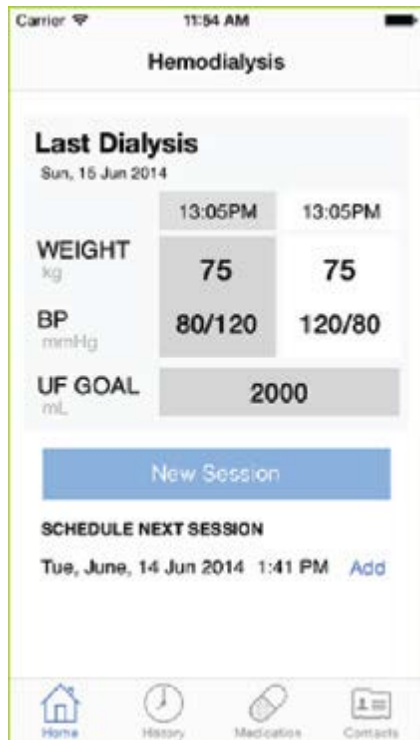 Carrier 11:54 AM
Hemodialysis
Last Dialysis
Sun, 15 Jun 2014
13:05PM 13:05PM
WEIGHT
kg
75 75
BP
mmHg
80/120 120/80
UF GOAL
mL
2000
New Session
SCHEDULE NEXT SESSION
Tue, June, 14 Jun 2014 1:41 PM Add
Home History Medication Contacts